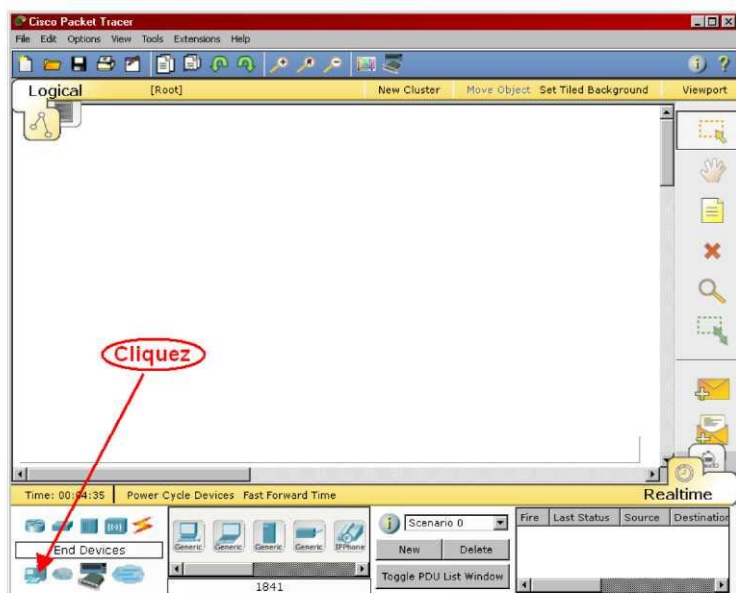 Cisco Packet Tracer
File Edit Options View Tools Extensions Help
Logical [Root] New Cluster Move Object Set Tiled Background Viewport
Cliquez
Time: 00:04:35 Power Cycle Devices Fast Forward Time Realtime
End Devices
Generic Generic Generic Generic IPPhone
1841
Scenario 0
New Delete
Toggle PDU List Window
Fire Last Status Source Destination